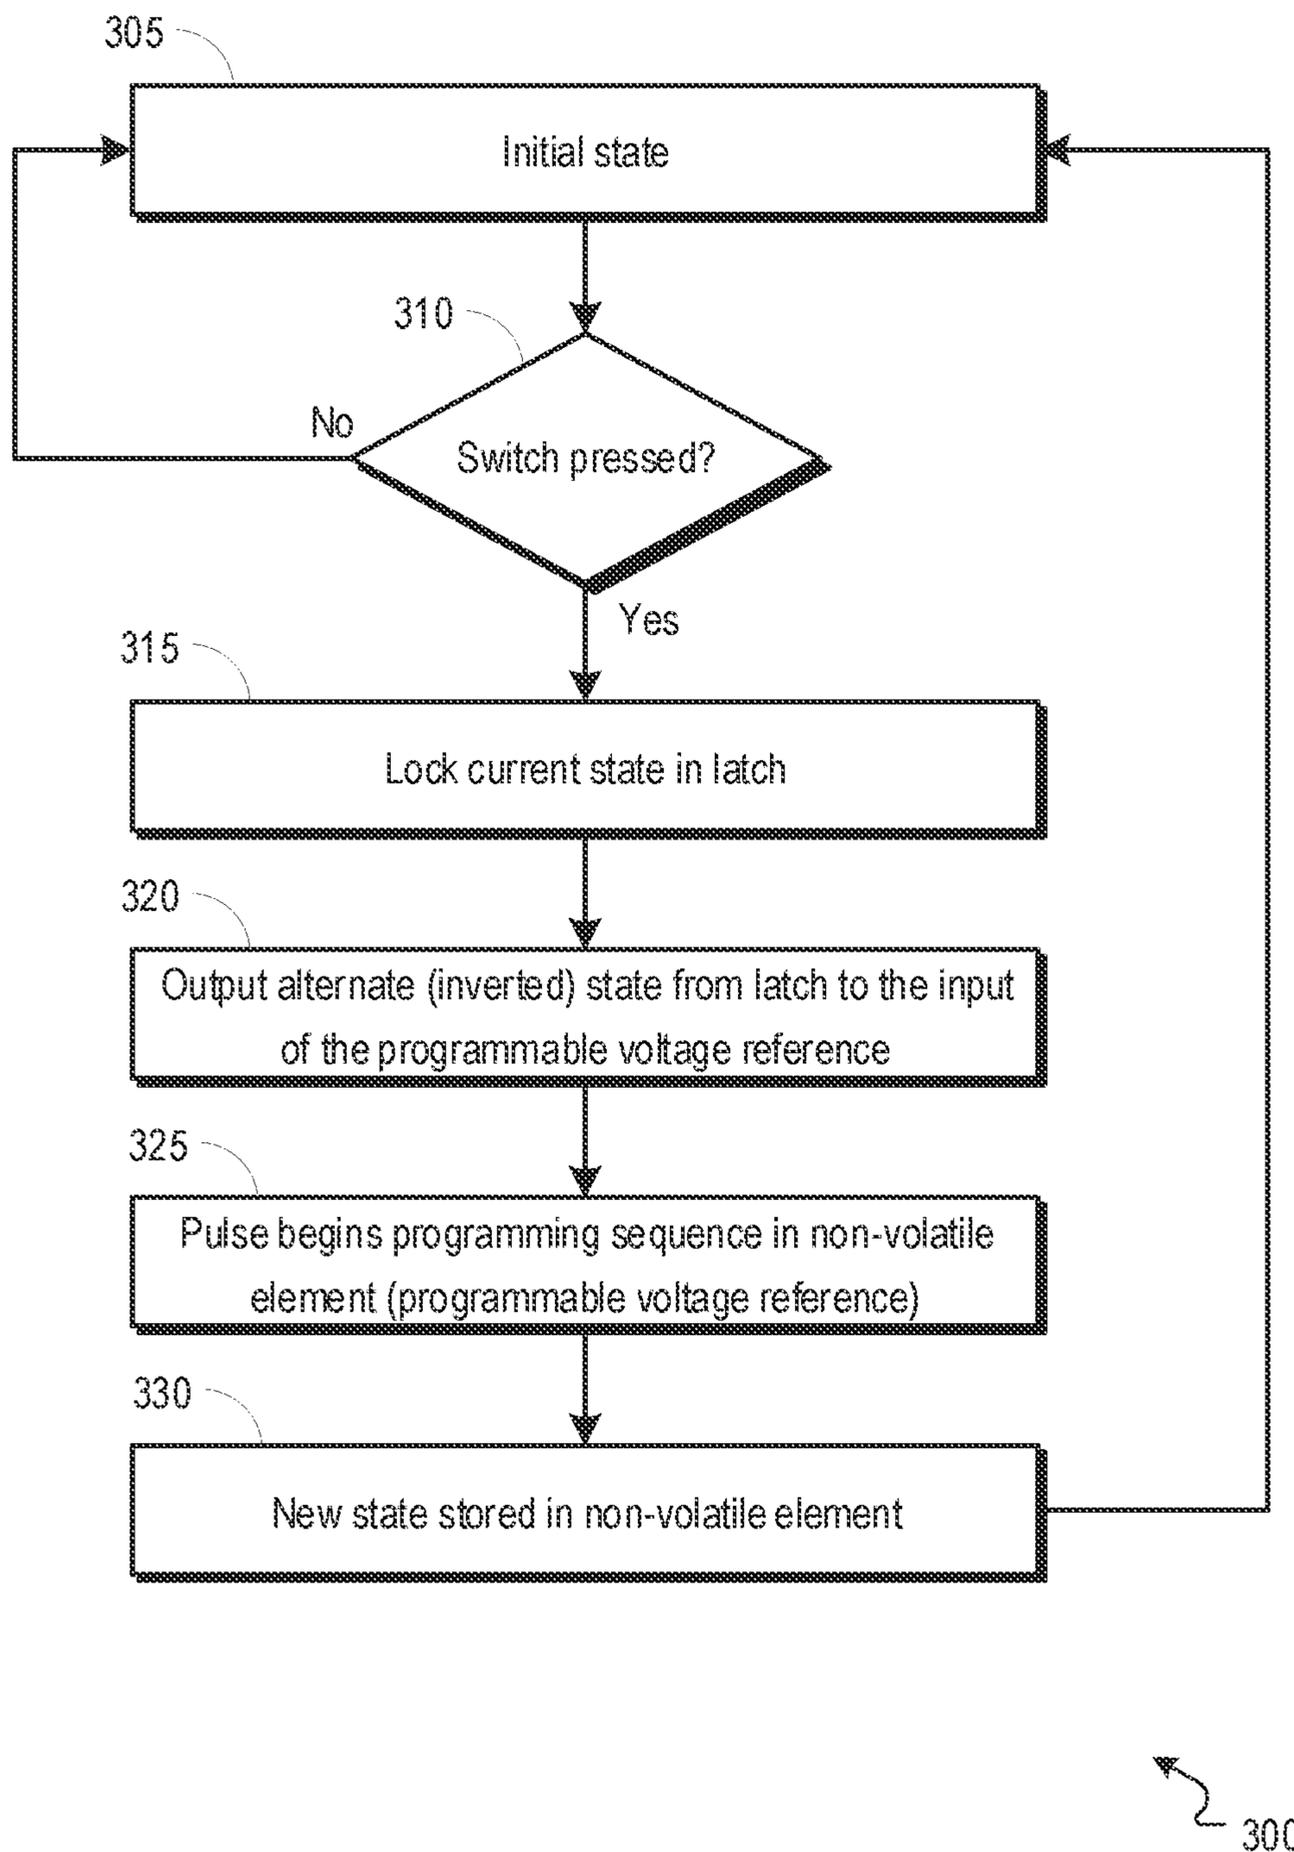 305
Initial state
310
No
Switch pressed?
Yes
315
Lock current state in latch
320
Output alternate (inverted) state from latch to the input
of the programmable voltage reference
325
Pulse begins programming sequence in non-volatile
element (programmable voltage reference)
330
New state stored in non-volatile element
300